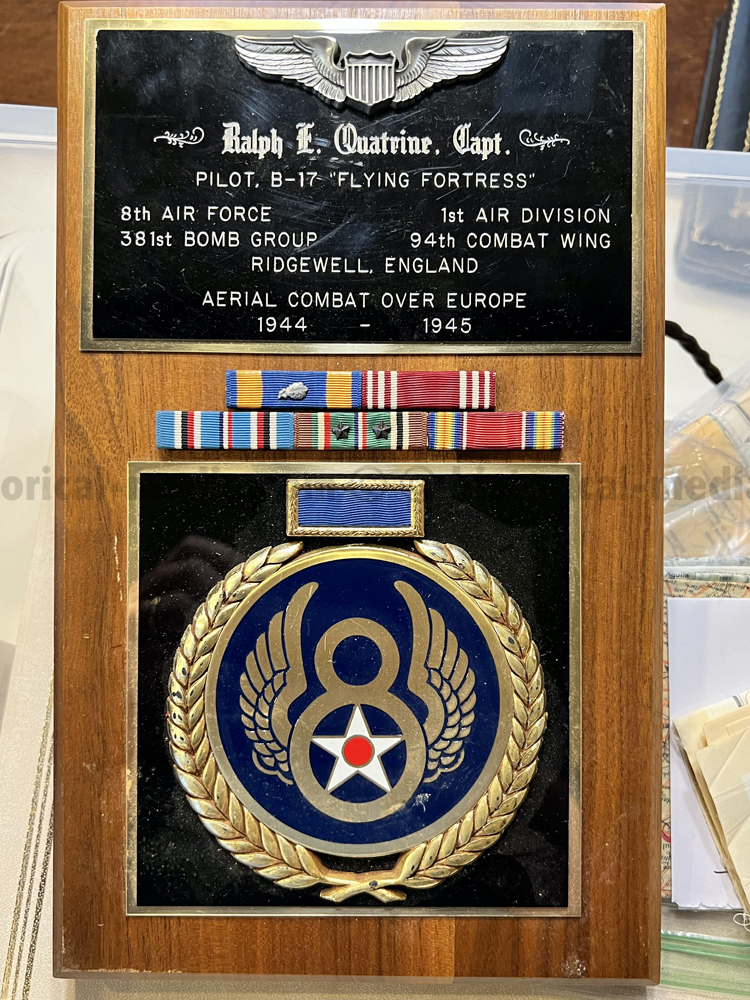 Ralph E. Quatrine, Capt.
PILOT, B-17 "FLYING FORTRESS"
8th AIR FORCE 1st AIR DIVISION
381st BOMB GROUP 94th COMBAT WING
RIDGEWELL, ENGLAND
AERIAL COMBAT OVER EUROPE
1944 - 1945
8